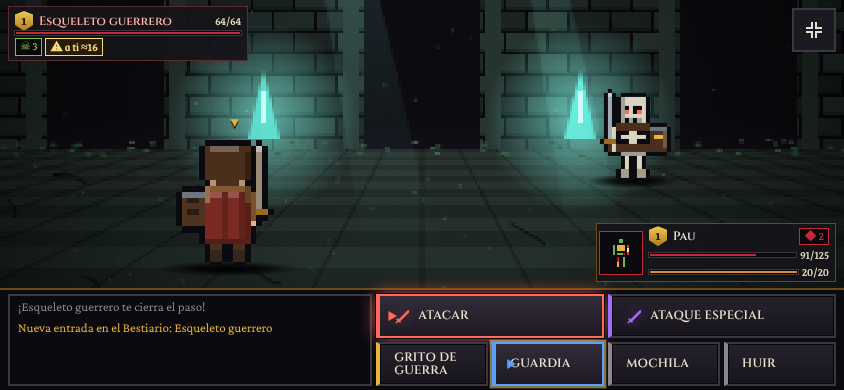 1 ESQUELETO GUERRERO 64/64
3 a ti ≈16
1 PAU 2
91/125
20/20
¡Esqueleto guerrero te cierra el paso!
Nueva entrada en el Bestiario: Esqueleto guerrero
ATACAR
ATAQUE ESPECIAL
GRITO DE
GUERRA
GUARDIA
MOCHILA
HUIR